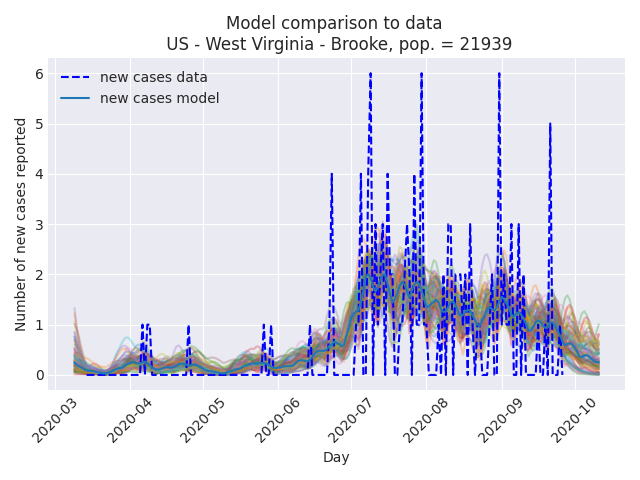 Model comparison to data
US - West Virginia - Brooke, pop. = 21939
new cases data
new cases model
Number of new cases reported
6
5
4
3
2
1
0
2020-03
2020-04
2020-05
2020-06
2020-07
2020-08
2020-09
2020-10
Day